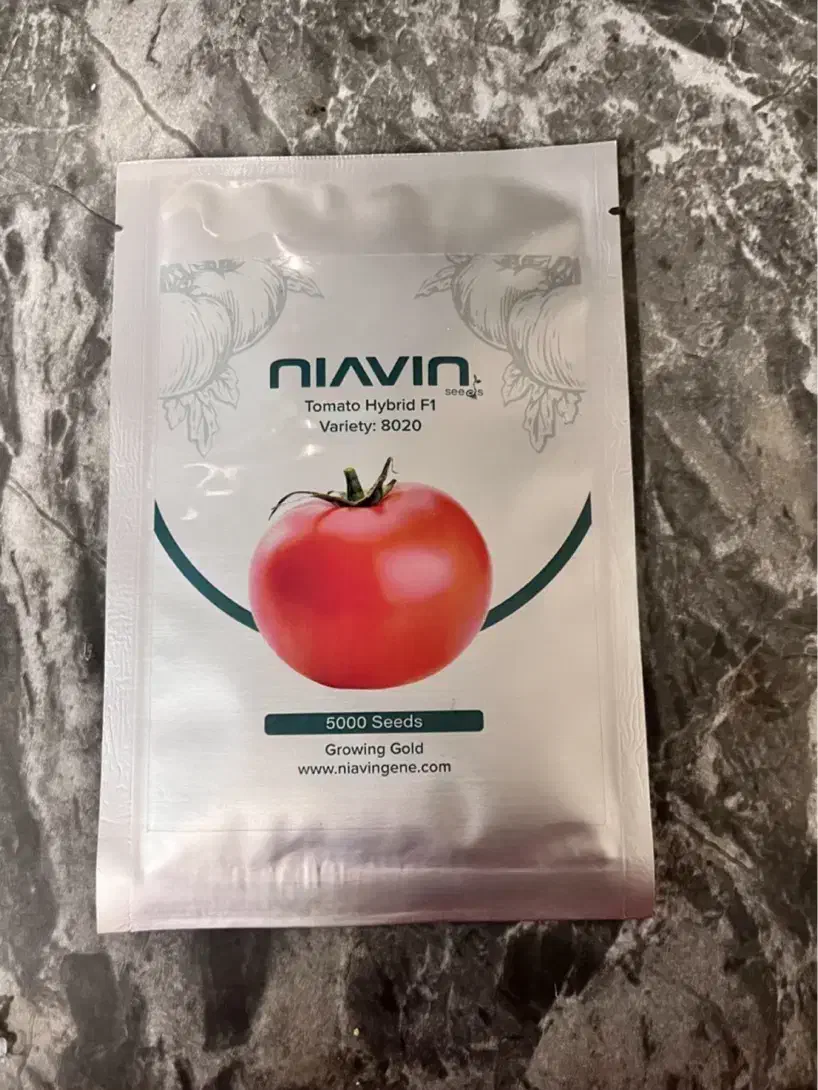 NIAVIN
seeds
Tomato Hybrid F1
Variety: 8020
5000 Seeds
Growing Gold
www.niavingene.com